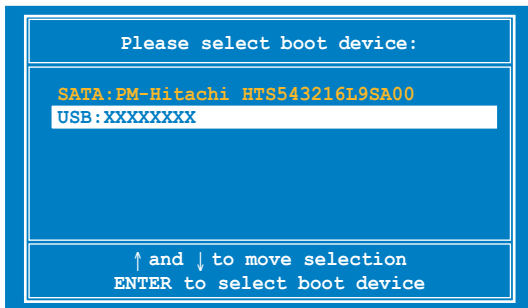 Please select boot device:
SATA:PM-Hitachi HTS543216L9SA00
USB:XXXXXXXX
↑ and ↓ to move selection
ENTER to select boot device